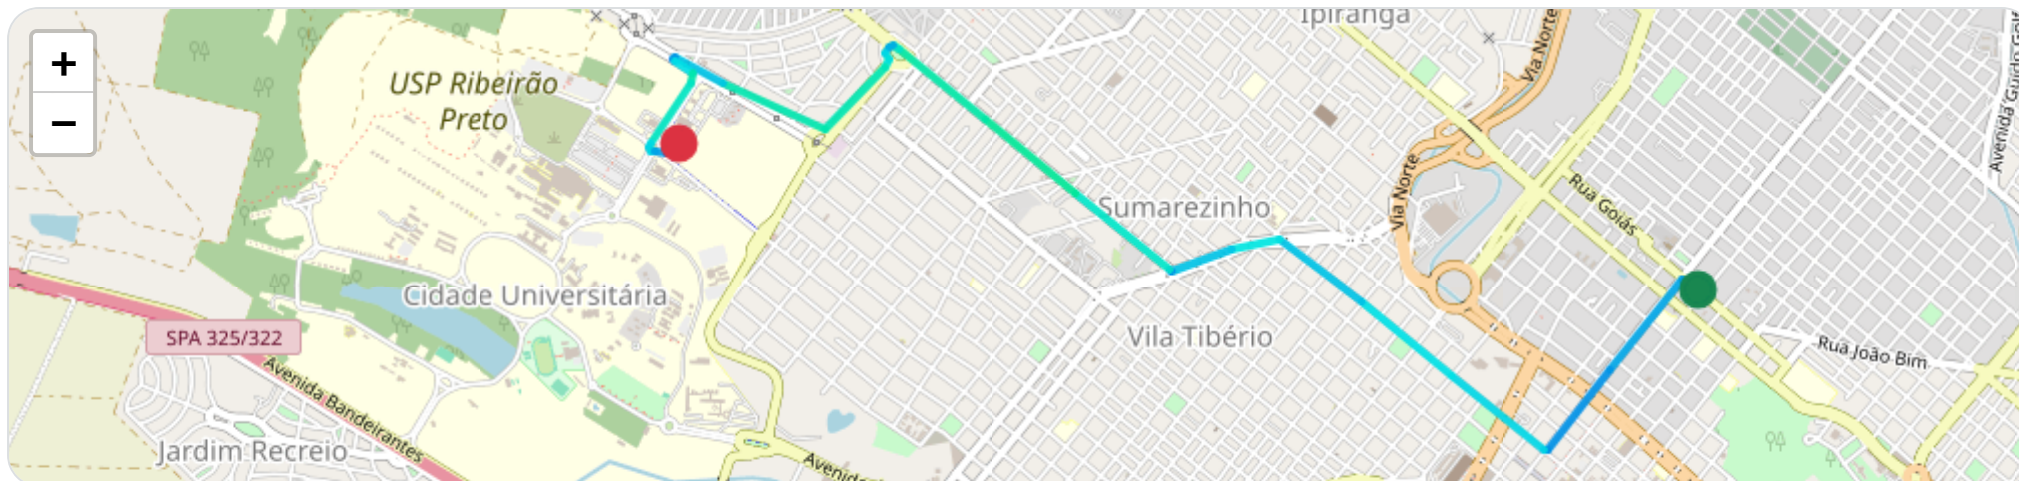 +
−
USP Ribeirão
Preto
Ipiranga
Via Norte
Via Norte
Sumarezinho
Rua Goiás
Cidade Universitária
SPA 325/322
Vila Tibério
Rua João Bim
Avenida Bandeirantes
Jardim Recreio
Avenida
Avenida Guido Golf